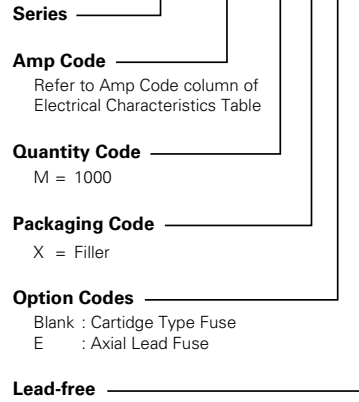 Series
Amp Code
Refer to Amp Code column of
Electrical Characteristics Table
Quantity Code
M = 1000
Packaging Code
X = Filler
Option Codes
Blank : Cartidge Type Fuse
E : Axial Lead Fuse
Lead-free